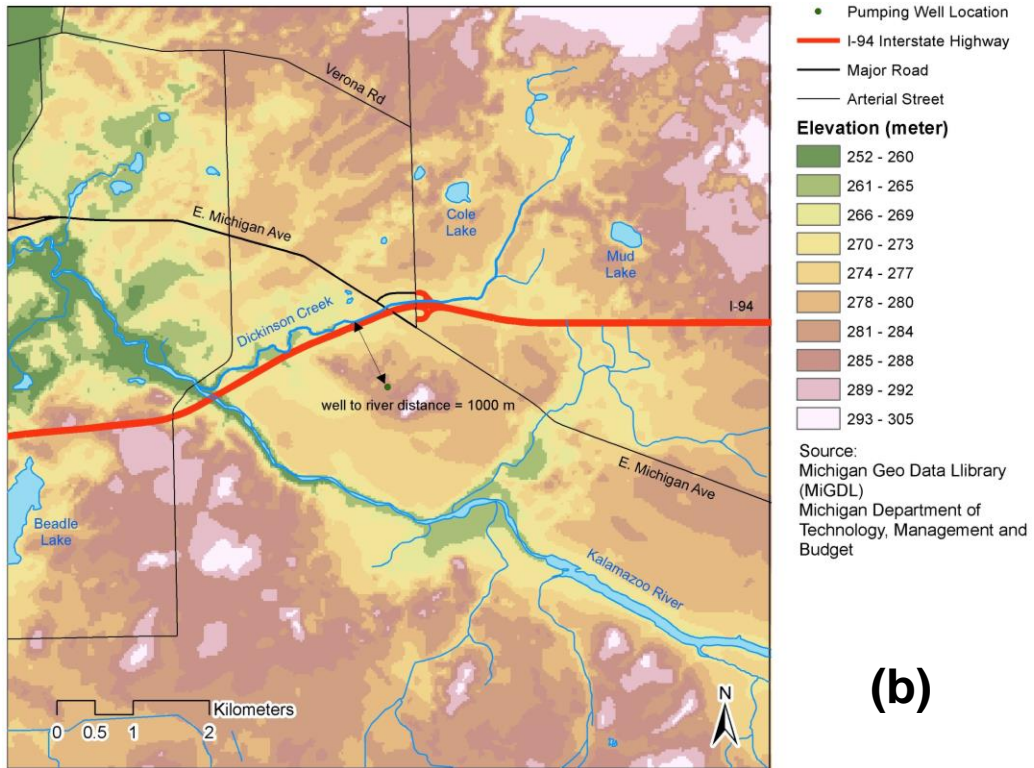 Verona Rd
E. Michigan Ave
Cole
Lake
Mud
Lake
I-94
Dickinson Creek
well to river distance = 1000 m
E. Michigan Ave
Beadle
Lake
Kalamazoo River
Kilometers
0 0.5 1 2
N
Pumping Well Location
I-94 Interstate Highway
Major Road
Arterial Street
Elevation (meter)
252 - 260
261 - 265
266 - 269
270 - 273
274 - 277
278 - 280
281 - 284
285 - 288
289 - 292
293 - 305
Source:
Michigan Geo Data Llibrary
(MiGDL)
Michigan Department of
Technology, Management and
Budget
(b)